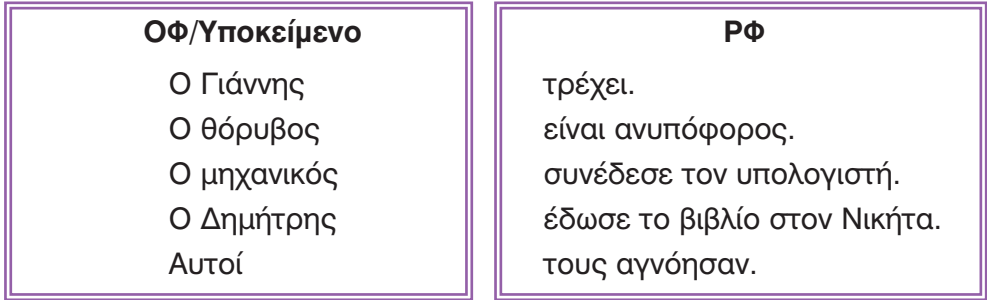 ΟΦ/Υποκείμενο
Ο Γιάννης
Ο θόρυβος
Ο μηχανικός
Ο Δημήτρης
Αυτοί
ΡΦ
τρέχει.
είναι ανυπόφορος.
συνέδεσε τον υπολογιστή.
έδωσε το βιβλίο στον Νικήτα.
τους αγνόησαν.